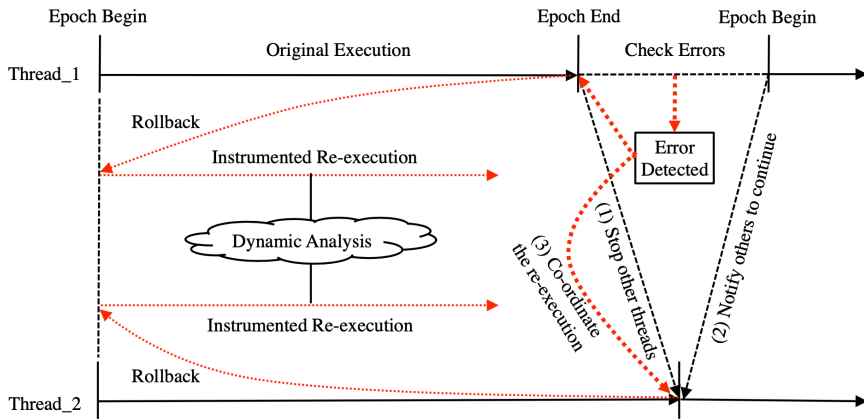 Epoch Begin
Epoch End
Epoch Begin
Original Execution
Check Errors
Thread_1
Rollback
Error
Detected
Instrumented Re-execution
Dynamic Analysis
(1) Stop other threads
(2) Notify others to continue
(3) Co-ordinate
the re-execution
Instrumented Re-execution
Rollback
Thread_2